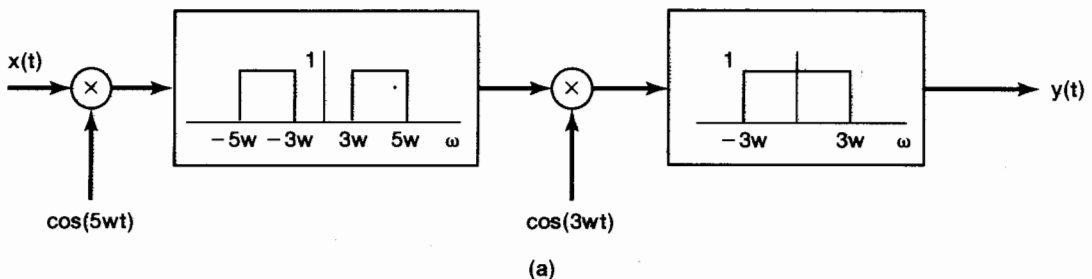 x(t)
×
cos(5wt)
1
−5w −3w 3w 5w ω
×
cos(3wt)
1
−3w 3w ω
y(t)
(a)